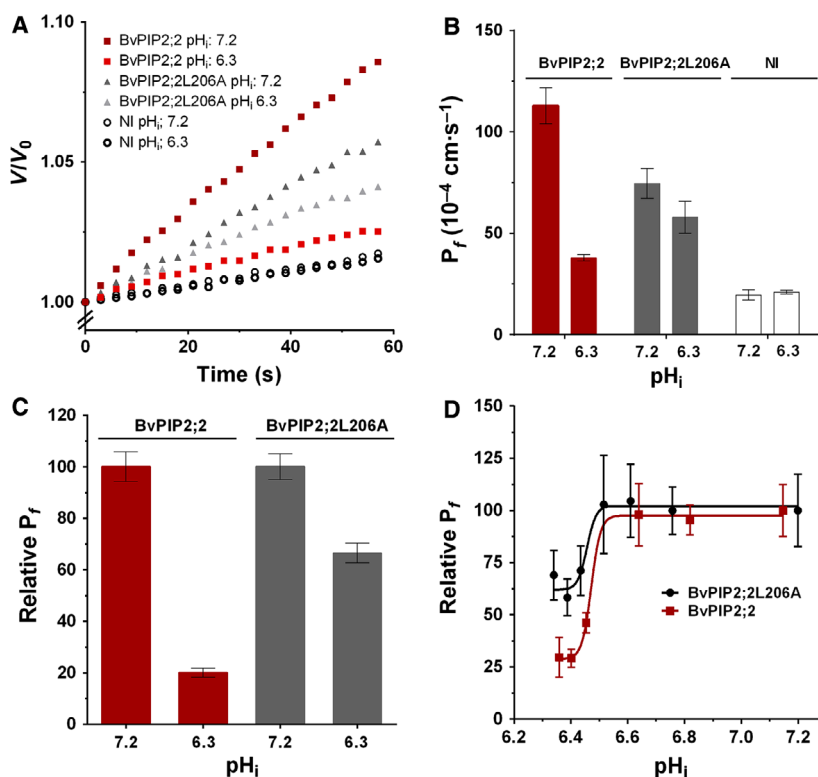 A
BvPIP2;2 pHi: 7.2
BvPIP2;2 pHi: 6.3
BvPIP2;2L206A pHi: 7.2
BvPIP2;2L206A pHi 6.3
NI pHi; 7.2
NI pHi; 6.3
1.10
1.05
1.00
V/V0
0 20 40 60
Time (s)
B
BvPIP2;2 BvPIP2;2L206A NI
150
100
50
0
Pf (10−4 cm·s−1)
7.2 6.3 7.2 6.3 7.2 6.3
pHi
C
BvPIP2;2 BvPIP2;2L206A
120
100
80
60
40
20
0
Relative Pf
7.2 6.3 7.2 6.3
pHi
D
150
125
100
75
50
25
0
Relative Pf
BvPIP2;2L206A
BvPIP2;2
6.2 6.4 6.6 6.8 7.0 7.2
pHi